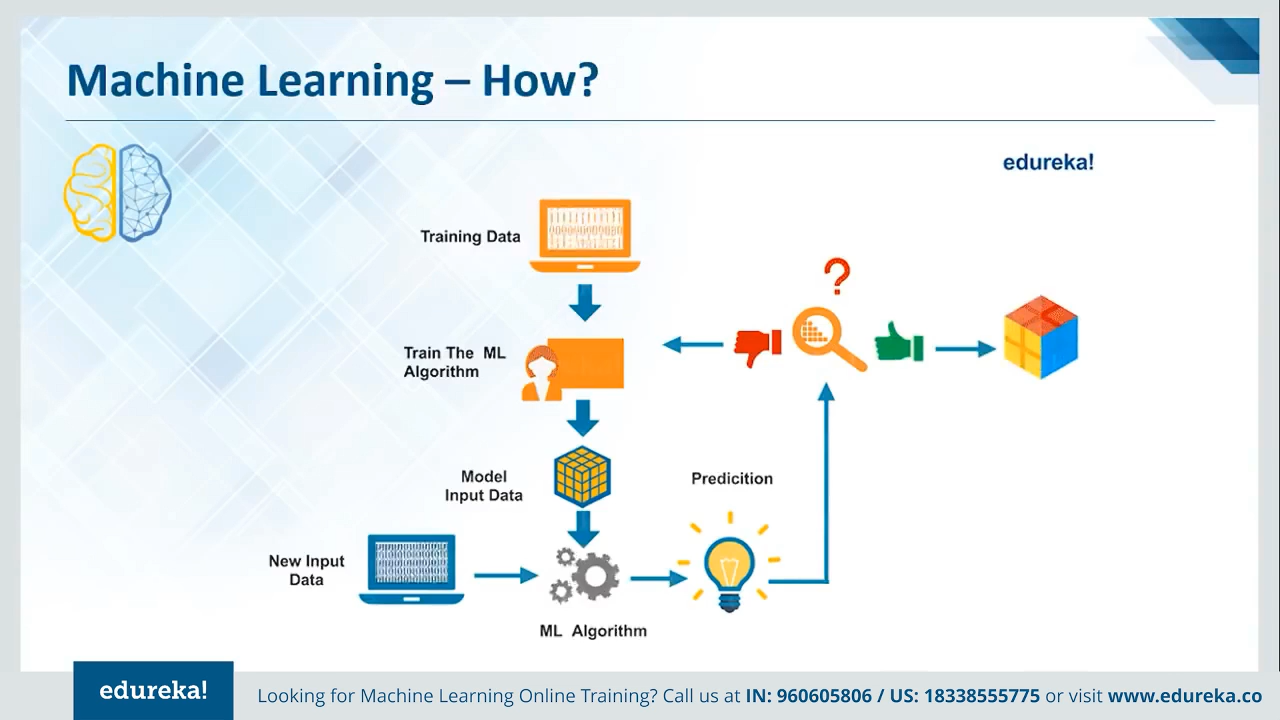 Machine Learning – How?
edureka!
Training Data
?
Train The ML
Algorithm
Model
Input Data
Predicition
New Input
Data
ML Algorithm
edureka!
Looking for Machine Learning Online Training? Call us at IN: 960605806 / US: 18338555775 or visit www.edureka.co